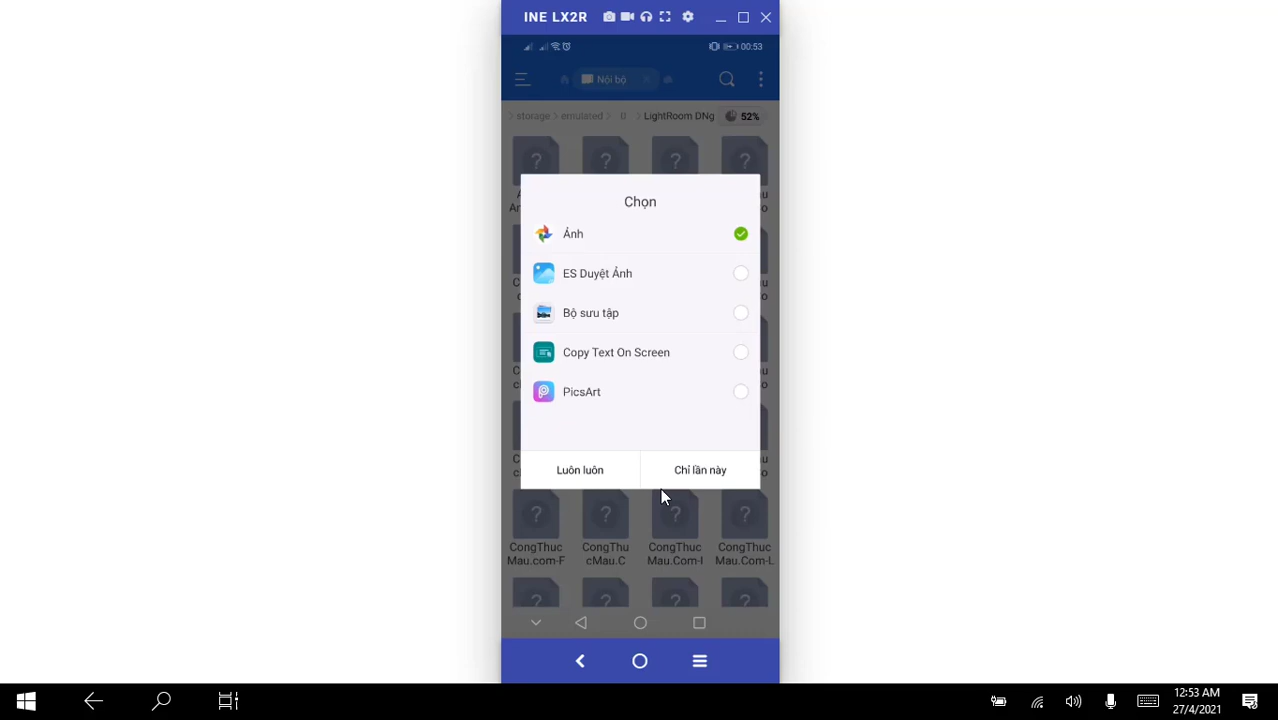 INE LX2R
00:53
Nội bộ
storage emulated 0 LightRoom DNg 52%
Chọn
Ảnh
ES Duyệt Ảnh
Bộ sưu tập
Copy Text On Screen
PicsArt
Luôn luôn
Chỉ lần này
CongThuc CongThu CongThuc CongThuc
Mau.com-F cMau.C Mau.Com-I Mau.Com-L
12:53 AM
27/4/2021